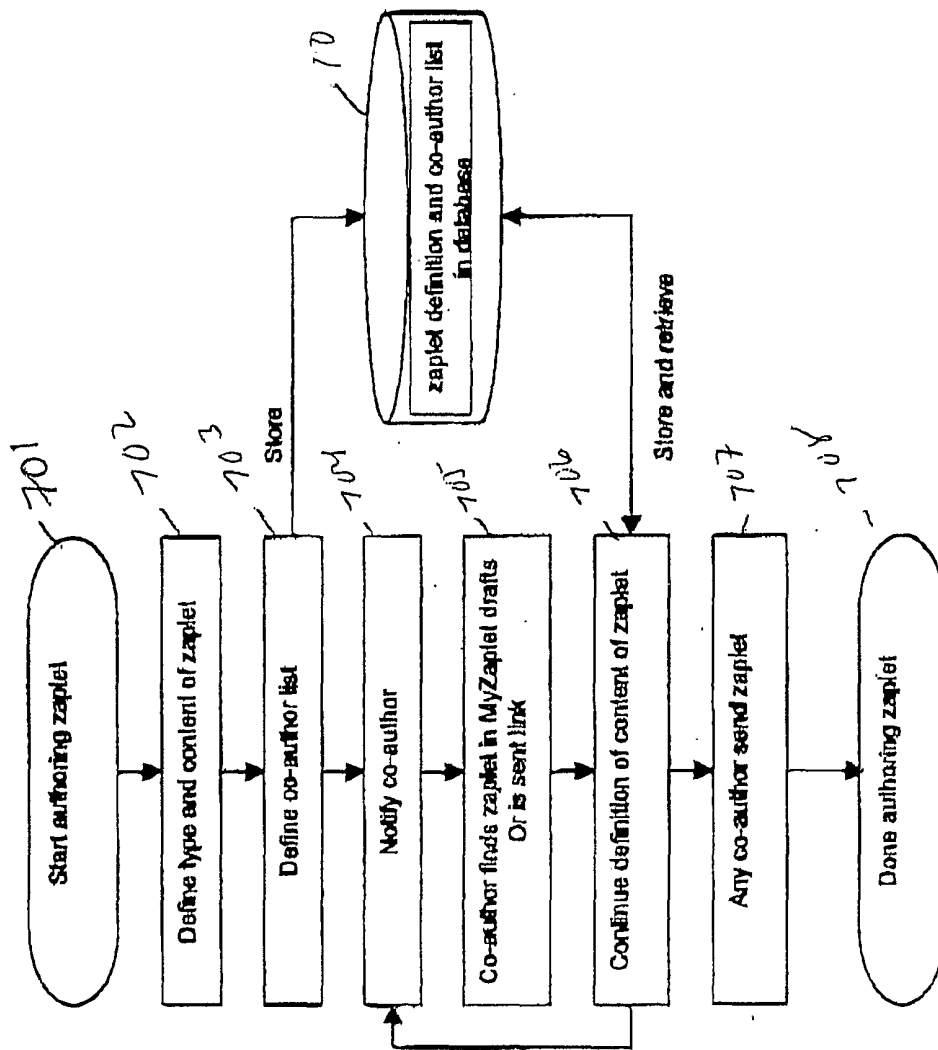 701
Start authoring zaplet
702
Define type and content of zaplet
703
Define co-author list
Store
10
zaplet definition and co-author list
in database
704
Notify co-author
705
Co-author finds zaplet in MyZaplet drafts
Or is sent link
706
Continue definition of content of zaplet
Store and retrieve
707
Any co-author send zaplet
708
Done authoring zaplet